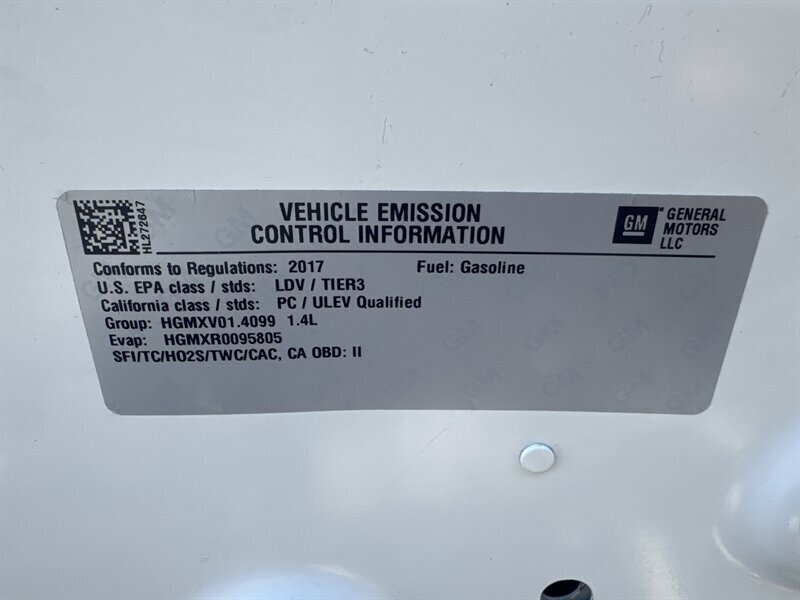 VEHICLE EMISSION
CONTROL INFORMATION
HL272647
GM
GENERAL
MOTORS
LLC
Conforms to Regulations: 2017 Fuel: Gasoline
U.S. EPA class / stds: LDV / TIER3
California class / stds: PC / ULEV Qualified
Group: HGMXV01.4099 1.4L
Evap: HGMXR0095805
SFI/TC/HO2S/TWC/CAC, CA OBD: II